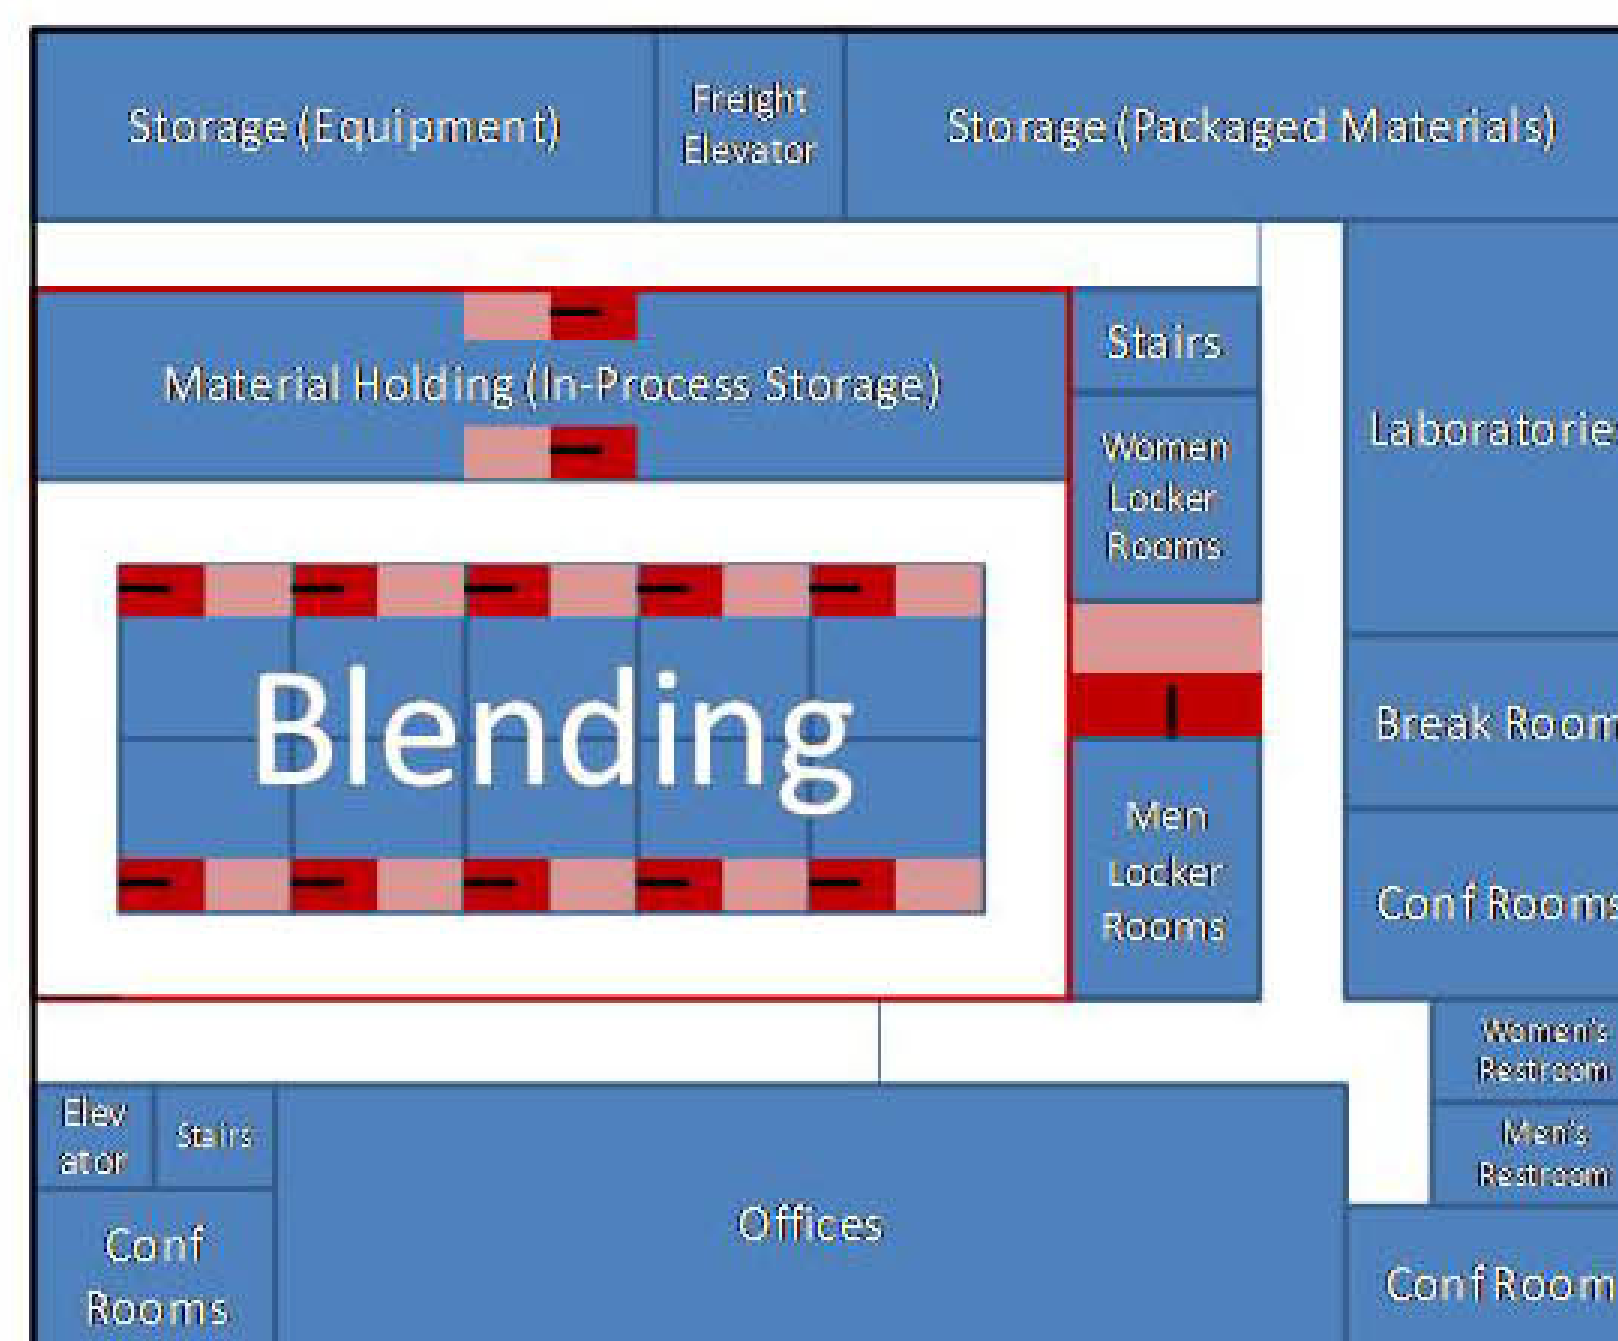 Storage (Equipment)
Freight
Elevator
Storage (Packaged Materials)
Material Holding (In-Process Storage)
Stairs
Women
Locker
Rooms
Laboratorie
Blending
Break Room
Men
Locker
Rooms
Conf Rooms
Women's
Restroom
Men's
Restroom
Elev
ator
Stairs
Conf
Rooms
Offices
Conf Room